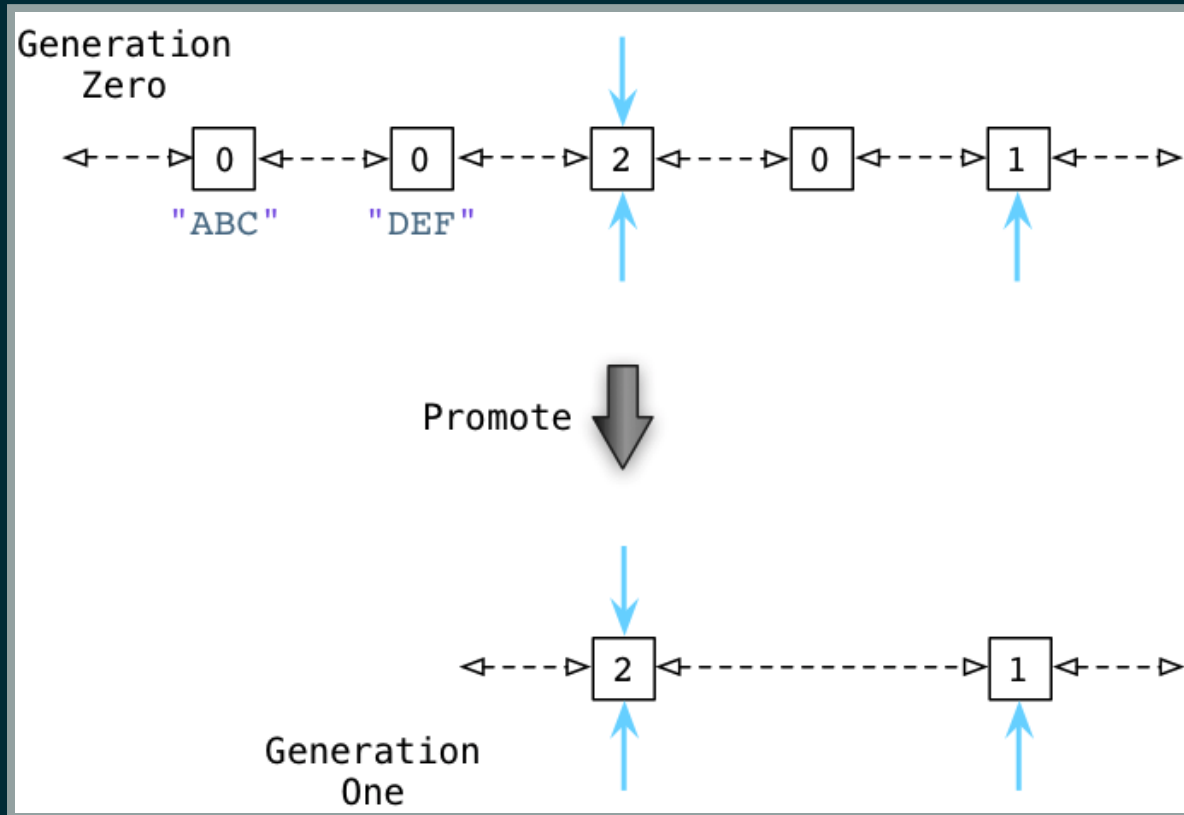 Generation
Zero
0 0 2 0 1
"ABC" "DEF"
Promote
2 1
Generation
One